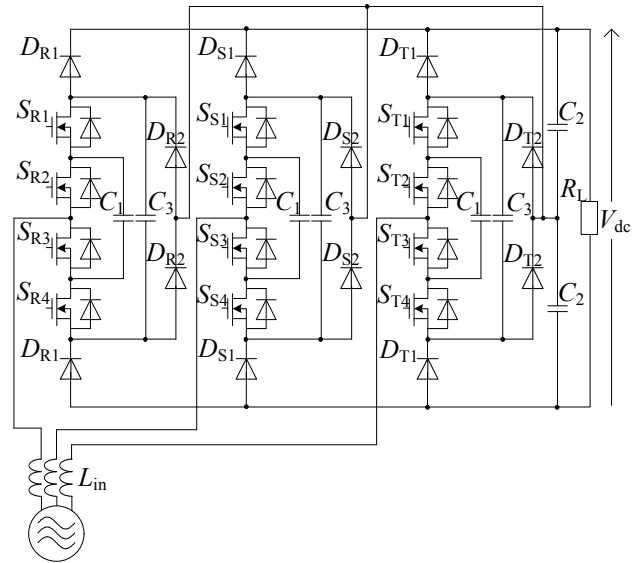 D_R1 D_S1 D_T1
S_R1 S_S1 S_T1 C_2
D_R2 D_S2 D_T2
S_R2 S_S2 S_T2 R_L
C_1 C_3 C_1 C_3 C_1 C_3 V_dc
S_R3 S_S3 S_T3
D_R2 D_S2 D_T2
S_R4 S_S4 S_T4 C_2
D_R1 D_S1 D_T1
L_in